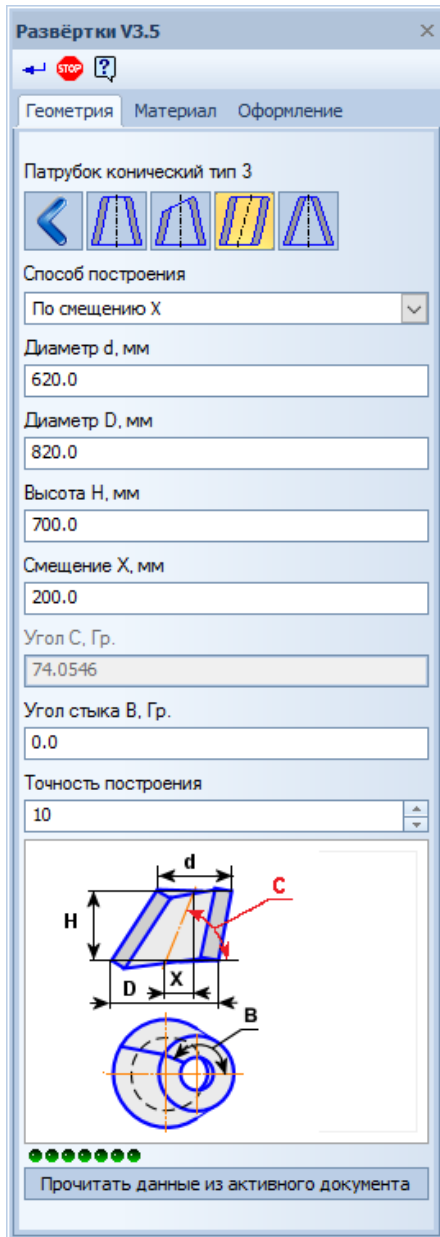 Развёртки V3.5
STOP
Геометрия Материал Оформление
Патрубок конический тип 3
Способ построения
По смещению X
Диаметр d, мм
620.0
Диаметр D, мм
820.0
Высота H, мм
700.0
Смещение X, мм
200.0
Угол C, Гр.
74.0546
Угол стыка B, Гр.
0.0
Точность построения
10
d
C
H
D
X
B
Прочитать данные из активного документа